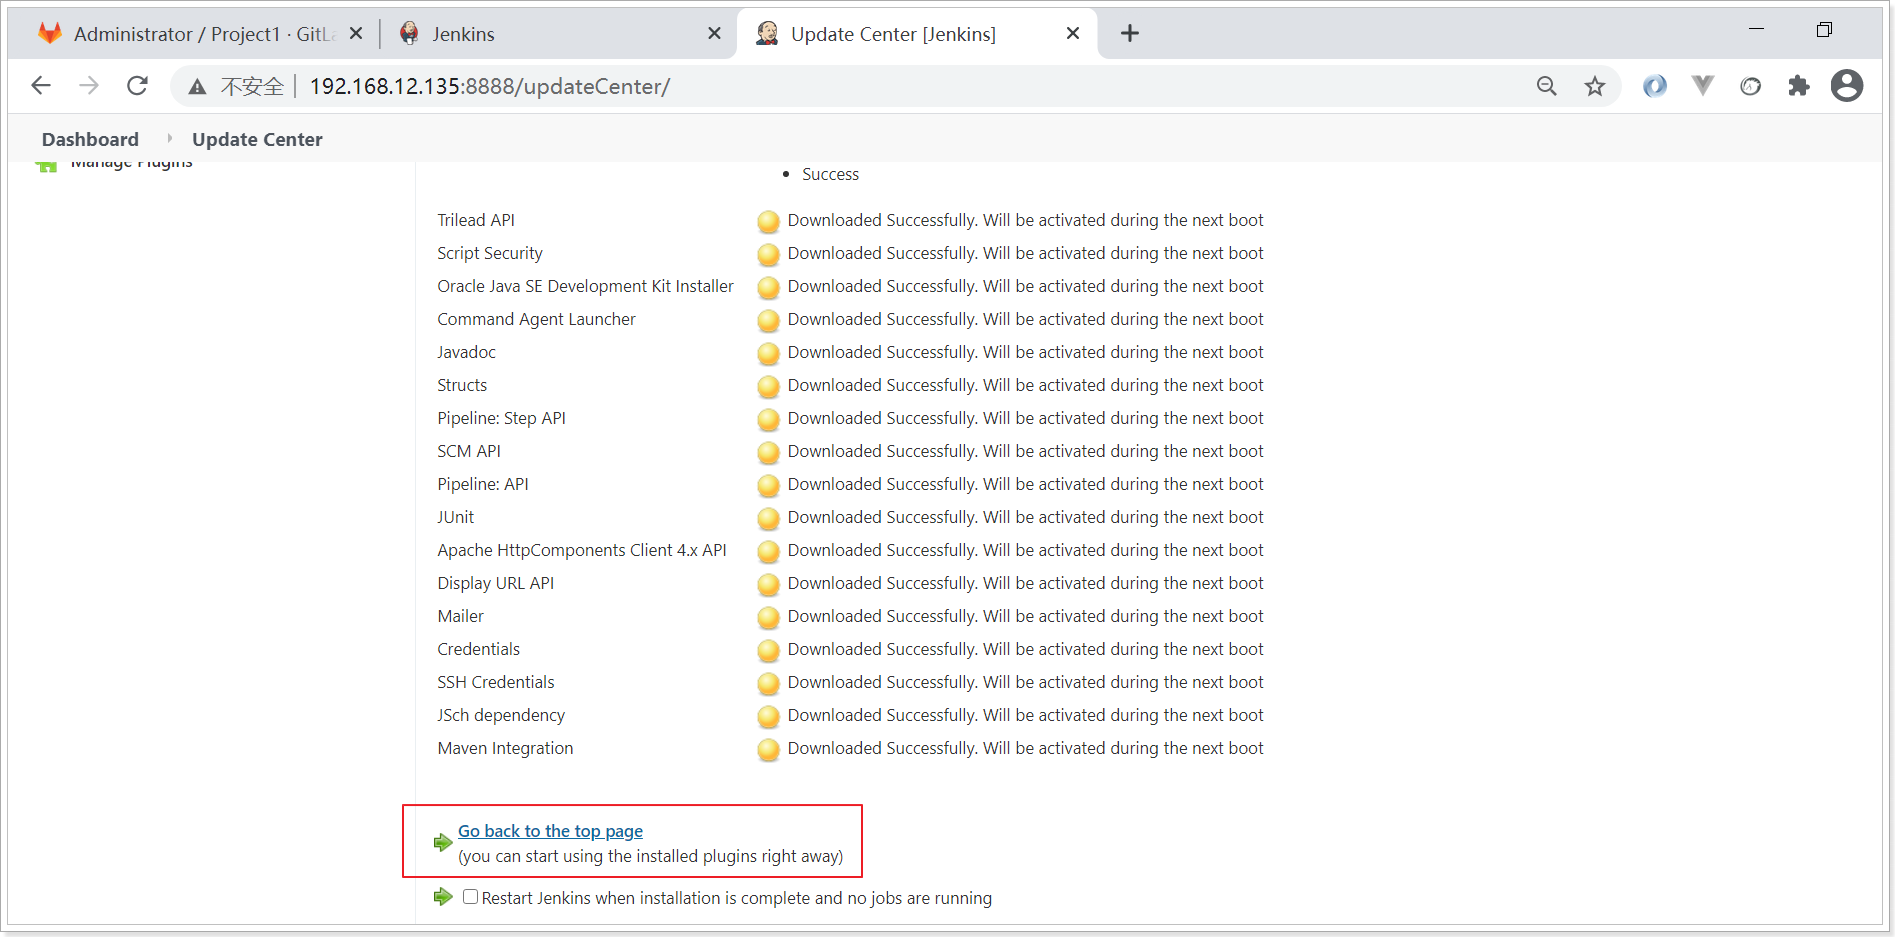 Administrator / Project1 · GitLa
Jenkins
Update Center [Jenkins]
不安全
192.168.12.135:8888/updateCenter/
Dashboard
Update Center
Manage Plugins
Success
Trilead API Downloaded Successfully. Will be activated during the next boot
Script Security Downloaded Successfully. Will be activated during the next boot
Oracle Java SE Development Kit Installer Downloaded Successfully. Will be activated during the next boot
Command Agent Launcher Downloaded Successfully. Will be activated during the next boot
Javadoc Downloaded Successfully. Will be activated during the next boot
Structs Downloaded Successfully. Will be activated during the next boot
Pipeline: Step API Downloaded Successfully. Will be activated during the next boot
SCM API Downloaded Successfully. Will be activated during the next boot
Pipeline: API Downloaded Successfully. Will be activated during the next boot
JUnit Downloaded Successfully. Will be activated during the next boot
Apache HttpComponents Client 4.x API Downloaded Successfully. Will be activated during the next boot
Display URL API Downloaded Successfully. Will be activated during the next boot
Mailer Downloaded Successfully. Will be activated during the next boot
Credentials Downloaded Successfully. Will be activated during the next boot
SSH Credentials Downloaded Successfully. Will be activated during the next boot
JSch dependency Downloaded Successfully. Will be activated during the next boot
Maven Integration Downloaded Successfully. Will be activated during the next boot
Go back to the top page
(you can start using the installed plugins right away)
Restart Jenkins when installation is complete and no jobs are running